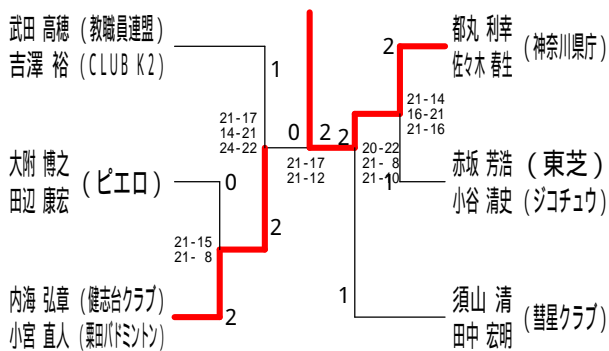 武田 高穂 (教職員連盟)
吉澤 裕 (CLUB K2)
大附 博之
田辺 康宏
(ピエロ)
内海 弘章 (健志台クラブ)
小宮 直人 (栗田バドミントン)
1
21-17
14-21
24-22
0
21-15
21- 8
2
2
0
2
21-17
21-12
2
20-22
21- 8
21-10
2
21-14
16-21
21-16
1
1
都丸 利幸
佐々木 春生
(神奈川県庁)
赤坂 芳浩 (東芝)
小谷 清史 (ジコチュウ)
須山 清
田中 宏明
(彗星クラブ)